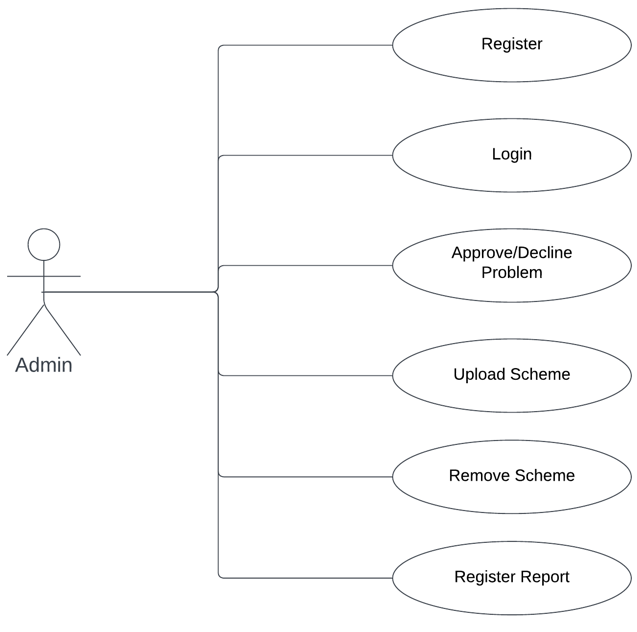 Register
Login
Approve/Decline
Problem
Admin
Upload Scheme
Remove Scheme
Register Report